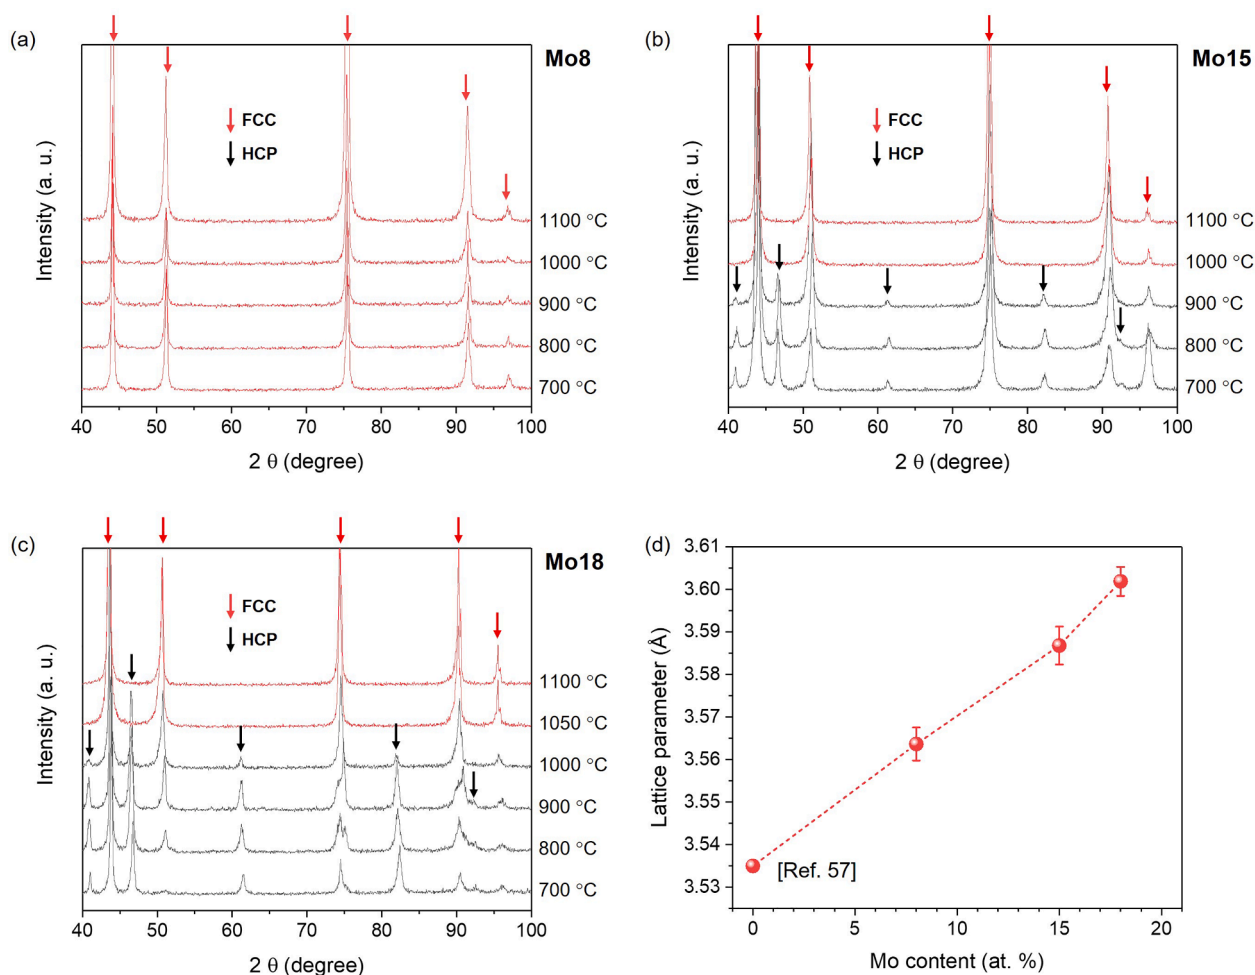 (a)
Mo8
FCC
HCP
Intensity (a. u.)
1100 °C
1000 °C
900 °C
800 °C
700 °C
40 50 60 70 80 90 100
2 θ (degree)
(b)
Mo15
FCC
HCP
Intensity (a. u.)
1100 °C
1000 °C
900 °C
800 °C
700 °C
40 50 60 70 80 90 100
2 θ (degree)
(c)
Mo18
FCC
HCP
Intensity (a. u.)
1100 °C
1050 °C
1000 °C
900 °C
800 °C
700 °C
40 50 60 70 80 90 100
2 θ (degree)
(d)
3.61
3.60
3.59
3.58
3.57
3.56
3.55
3.54
3.53
Lattice parameter (Å)
[Ref. 57]
0 5 10 15 20
Mo content (at. %)